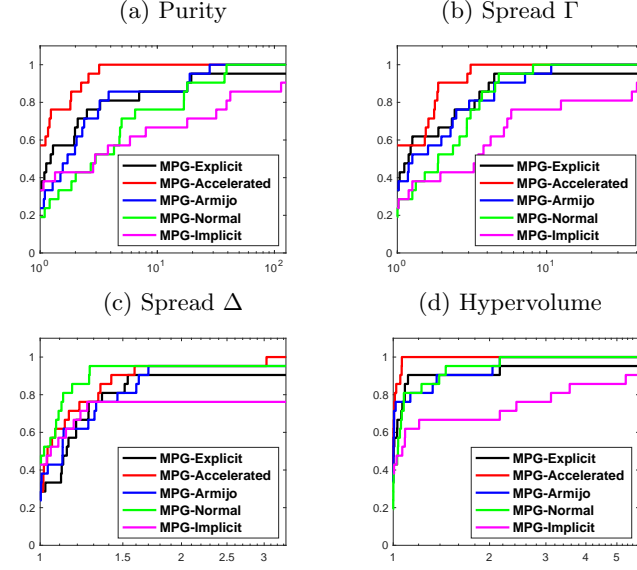 (a) Purity
1
0.8
0.6
0.4
0.2
0
10^0
10^1
10^2
MPG-Explicit
MPG-Accelerated
MPG-Armijo
MPG-Normal
MPG-Implicit
(b) Spread Γ
1
0.8
0.6
0.4
0.2
0
10^0
10^1
MPG-Explicit
MPG-Accelerated
MPG-Armijo
MPG-Normal
MPG-Implicit
(c) Spread Δ
1
0.8
0.6
0.4
0.2
0
1
1.5
2
2.5
3
MPG-Explicit
MPG-Accelerated
MPG-Armijo
MPG-Normal
MPG-Implicit
(d) Hypervolume
1
0.8
0.6
0.4
0.2
0
1
2
3
4
5
MPG-Explicit
MPG-Accelerated
MPG-Armijo
MPG-Normal
MPG-Implicit